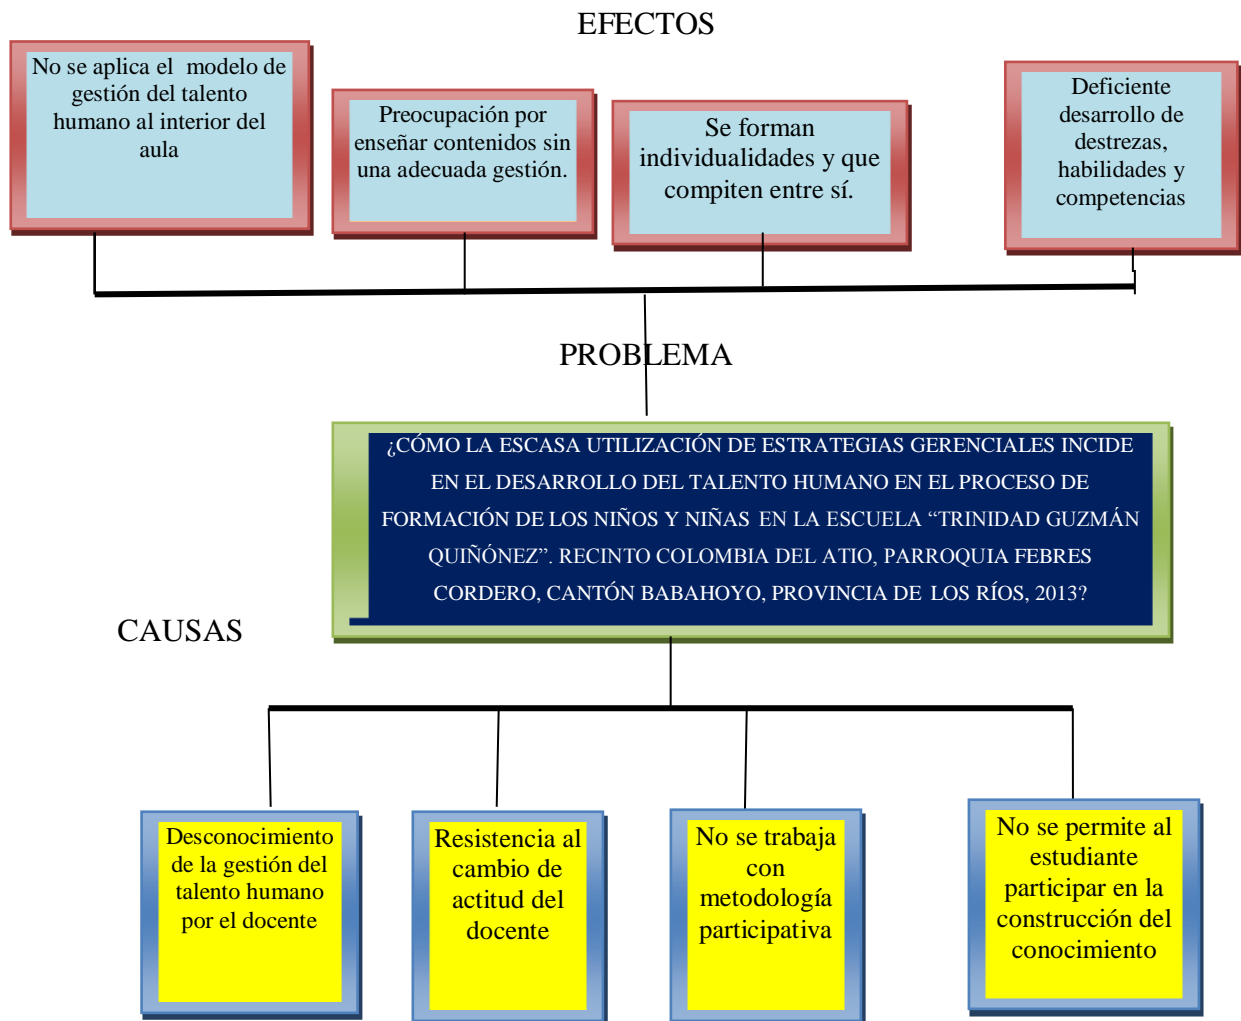 EFECTOS
No se aplica el modelo de
gestión del talento
humano al interior del
aula
Preocupación por
enseñar contenidos sin
una adecuada gestión.
Se forman
individualidades y que
compiten entre sí.
Deficiente
desarrollo de
destrezas,
habilidades y
competencias
PROBLEMA
¿CÓMO LA ESCASA UTILIZACIÓN DE ESTRATEGIAS GERENCIALES INCIDE
EN EL DESARROLLO DEL TALENTO HUMANO EN EL PROCESO DE
FORMACIÓN DE LOS NIÑOS Y NIÑAS EN LA ESCUELA “TRINIDAD GUZMÁN
QUIÑÓNEZ”. RECINTO COLOMBIA DEL ATIO, PARROQUIA FEBRES
CORDERO, CANTÓN BABAHOYO, PROVINCIA DE LOS RÍOS, 2013?
CAUSAS
Desconocimiento
de la gestión del
talento humano
por el docente
Resistencia al
cambio de
actitud del
docente
No se trabaja
con
metodología
participativa
No se permite al
estudiante
participar en la
construcción del
conocimiento